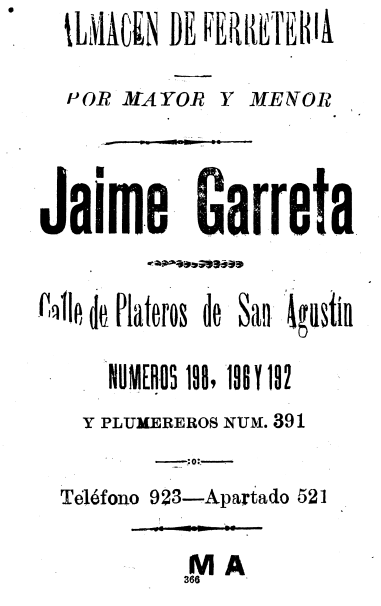 ALMACEN DE FERRETERIA
POR MAYOR Y MENOR
Jaime Garreta
Calle de Plateros de San Agustín
NUMEROS 198, 196 Y 192
Y PLUMEREROS NUM. 391
:o:
Teléfono 923—Apartado 521
MA
366